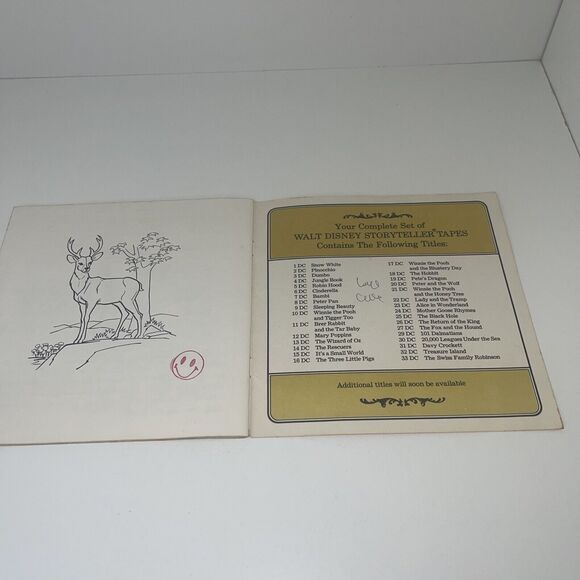 Your Complete Set of
WALT DISNEY STORYTELLER® TAPES
Contains The Following Titles:
1 DC Snow White
2 DC Pinocchio
3 DC Dumbo
4 DC Jungle Book
5 DC Robin Hood
6 DC Cinderella
7 DC Bambi
8 DC Peter Pan
9 DC Sleeping Beauty
10 DC Winnie the Pooh
and Tigger Too
11 DC Brer Rabbit
and the Tar Baby
12 DC Mary Poppins
13 DC The Wizard of Oz
14 DC The Rescuers
15 DC It's a Small World
16 DC The Three Little Pigs
17 DC Winnie the Pooh
and the Blustery Day
18 DC The Hobbit
19 DC Pete's Dragon
20 DC Peter and the Wolf
21 DC Winnie the Pooh
and the Honey Tree
22 DC Lady and the Tramp
23 DC Alice in Wonderland
24 DC Mother Goose Rhymes
25 DC The Black Hole
26 DC The Return of the King
27 DC The Fox and the Hound
29 DC 101 Dalmatians
30 DC 20,000 Leagues Under the Sea
31 DC Davy Crockett
32 DC Treasure Island
33 DC The Swiss Family Robinson
Additional titles will soon be available